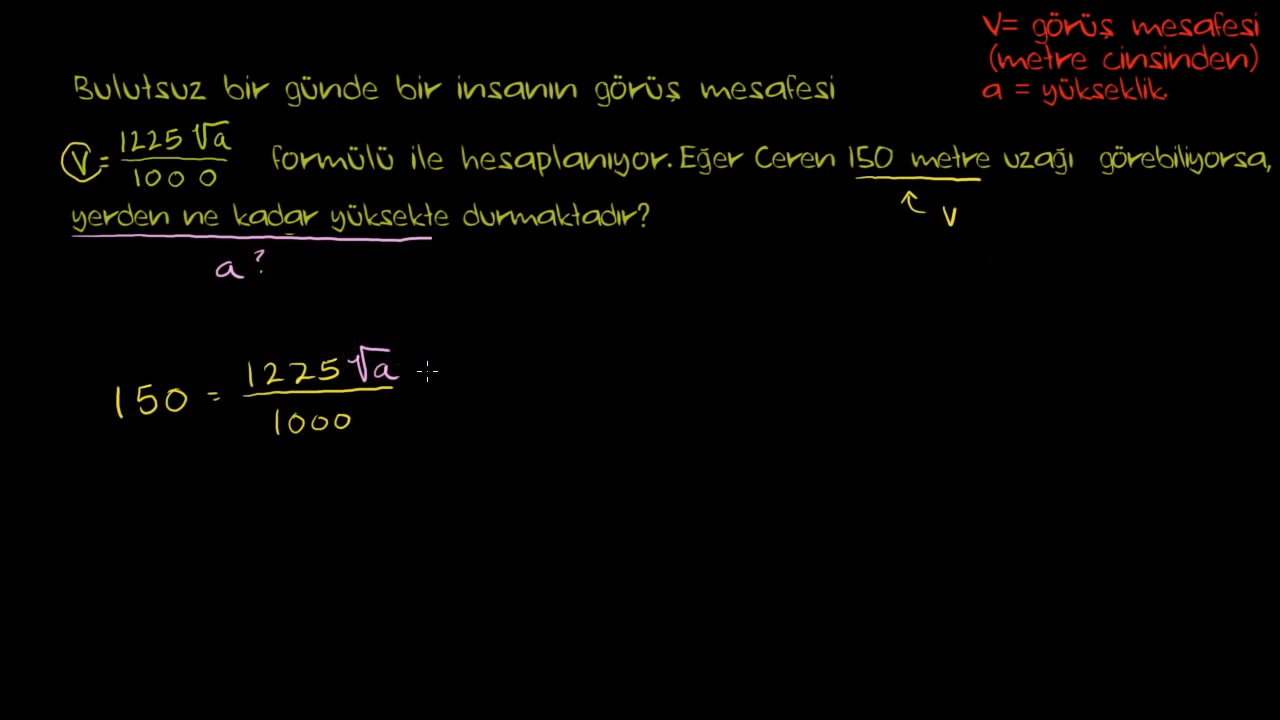 V= görüş mesafesi
(metre cinsinden)
a = yükseklik
Bulutsuz bir günde bir insanın görüş mesafesi
V = 1225 √a / 1000 formülü ile hesaplanıyor. Eğer Ceren 150 metre uzağı görebiliyorsa,
yerden ne kadar yüksekte durmaktadır?
V
a?
150 = 1225 √a / 1000